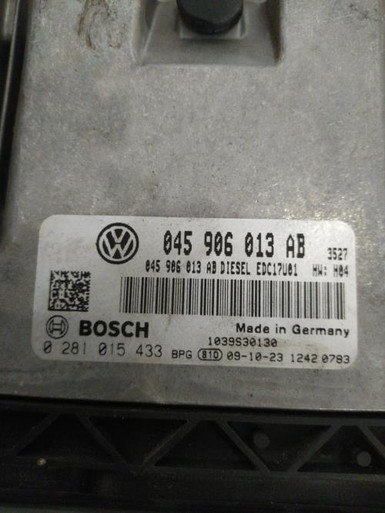 045 906 013 AB 3527
045 906 013 AB DIESEL EDC17U01 HW: H04
BOSCH Made in Germany
1039S30130
0 281 015 433 BPG 810 09-10-23 1242 0783